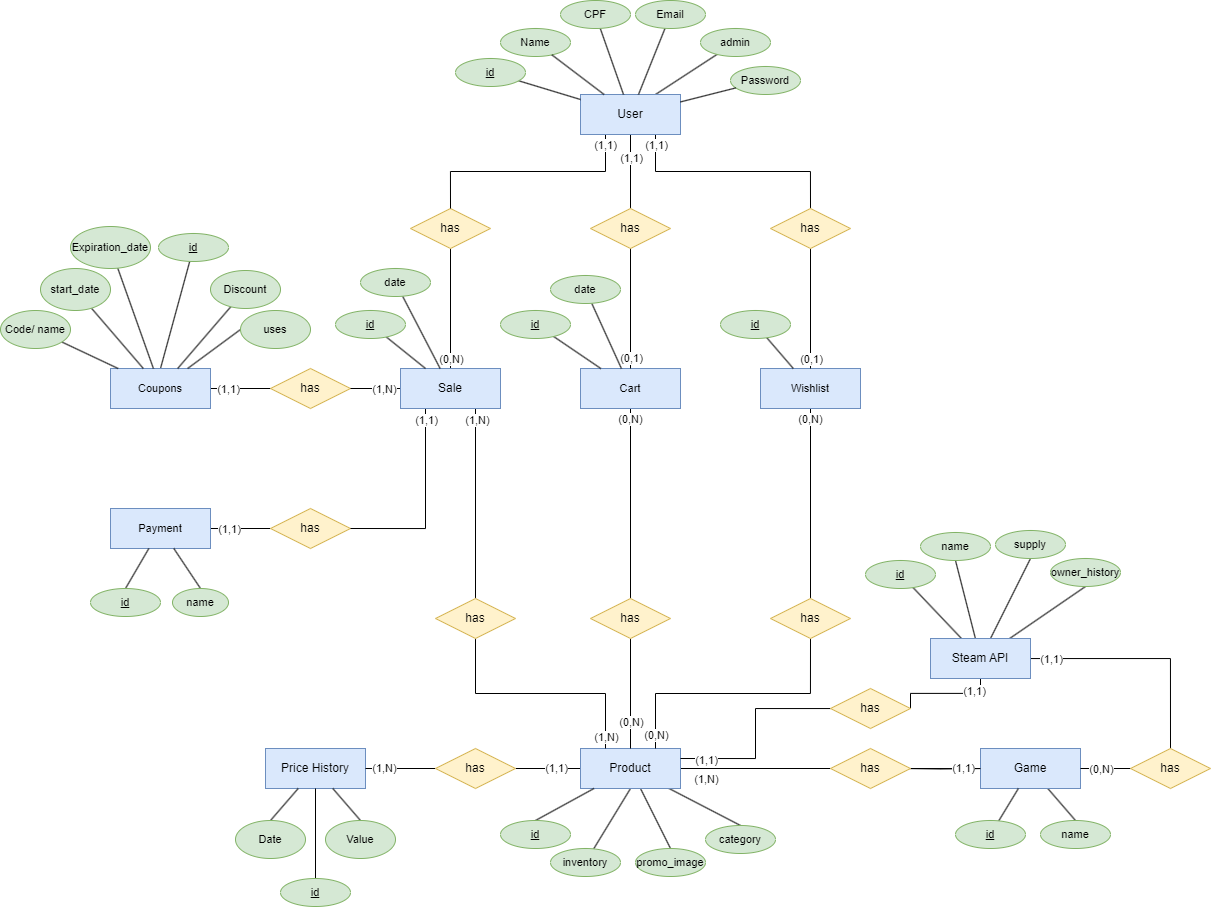 CPF
Email
Name
admin
id
Password
User
(1,1)
(1,1)
(1,1)
has
has
has
Expiration_date
id
start_date
Discount
Code/ name
uses
date
id
date
id
id
(0,N)
(0,1)
(0,1)
Coupons
(1,1)
has
(1,N)
Sale
Cart
Wishlist
(1,1)
(1,N)
(0,N)
(0,N)
Payment
(1,1)
has
id
name
name
supply
id
owner_history
has
has
has
Steam API
(1,1)
(1,1)
has
(1,N)
(0,N)
(0,N)
Price History
(1,N)
has
(1,1)
Product
(1,1)
(1,N)
has
(1,1)
Game
(0,N)
has
Date
Value
id
id
inventory
promo_image
category
id
name